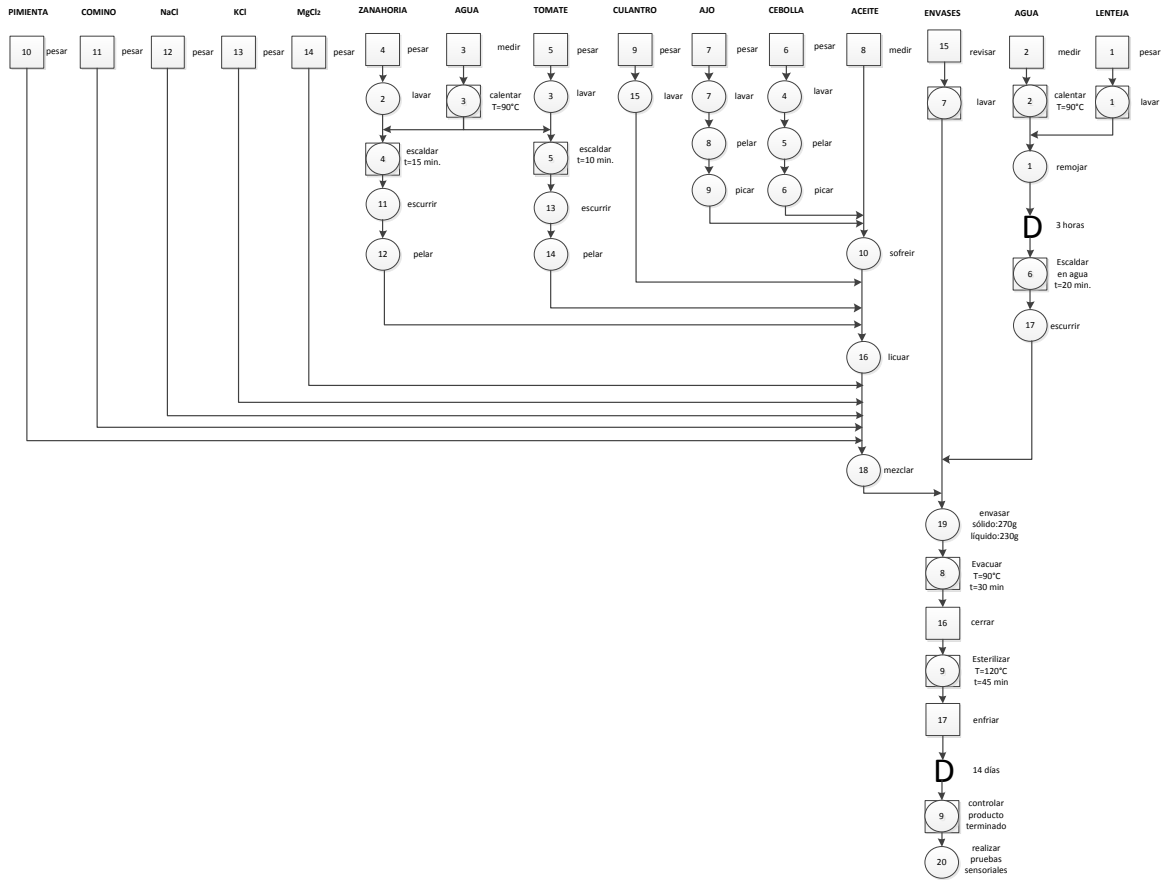 PIMIENTA COMINO NaCl KCl MgCl2 ZANAHORIA AGUA TOMATE CULANTRO AJO CEBOLLA ACEITE ENVASES AGUA LENTEJA
10 pesar 11 pesar 12 pesar 13 pesar 14 pesar 4 pesar 3 medir 5 pesar 9 pesar 7 pesar 6 pesar 8 medir 15 revisar 2 medir 1 pesar
2 lavar 3 calentar 3 lavar 15 lavar 7 lavar 4 lavar 7 lavar 2 calentar 1 lavar
T=90°C T=90°C
4 escaldar 5 escaldar 8 pelar 5 pelar 1 remojar
t=15 min. t=10 min.
11 escurrir 13 escurrir 9 picar 6 picar
D 3 horas
12 pelar 14 pelar 10 sofreir
6 Escaldar
en agua
t=20 min.
17 escurrir
16 licuar
18 mezclar
19 envasar
sólido:270g
líquido:230g
8 Evacuar
T=90°C
t=30 min
16 cerrar
9 Esterilizar
T=120°C
t=45 min
17 enfriar
D 14 días
9 controlar
producto
terminado
20 realizar
pruebas
sensoriales